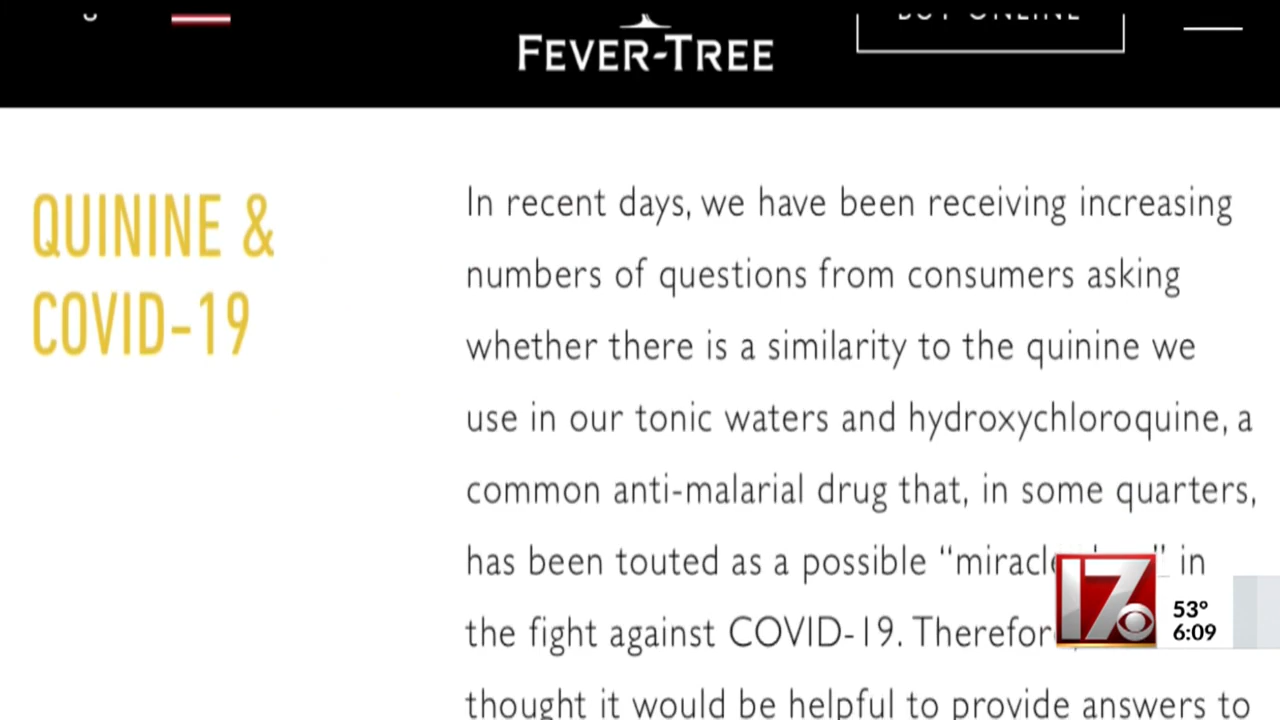 FEVER-TREE
QUININE &
COVID-19
In recent days, we have been receiving increasing
numbers of questions from consumers asking
whether there is a similarity to the quinine we
use in our tonic waters and hydroxychloroquine, a
common anti-malarial drug that, in some quarters,
has been touted as a possible “miracle ” in
the fight against COVID-19. Therefor
thought it would be helpful to provide answers to
17
53°
6:09